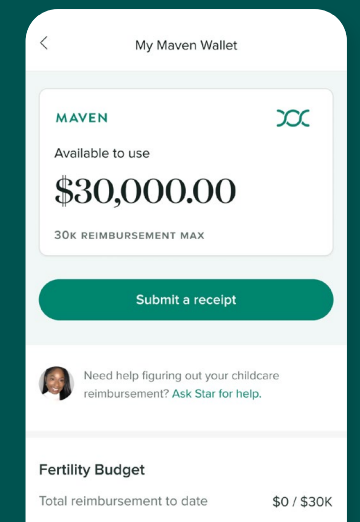 My Maven Wallet
MAVEN
Available to use
$30,000.00
30K REIMBURSEMENT MAX
Submit a receipt
Need help figuring out your childcare
reimbursement? Ask Star for help.
Fertility Budget
Total reimbursement to date $0 / $30K